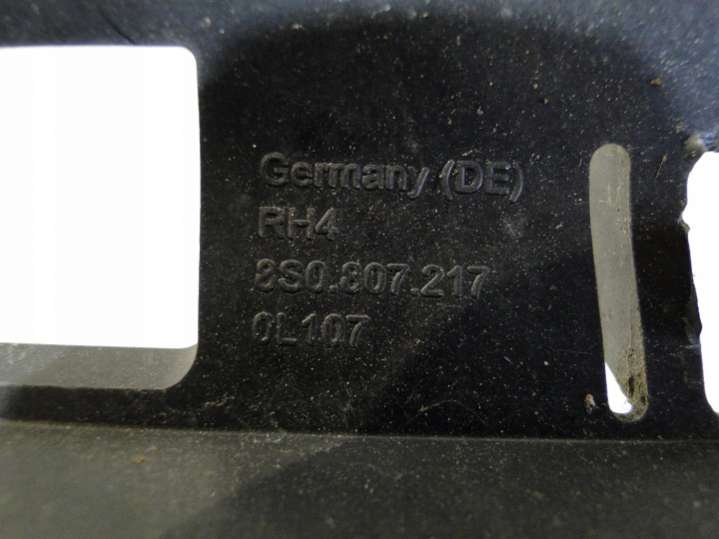 Germany (DE)
RH4
8S0.807.217
0L107